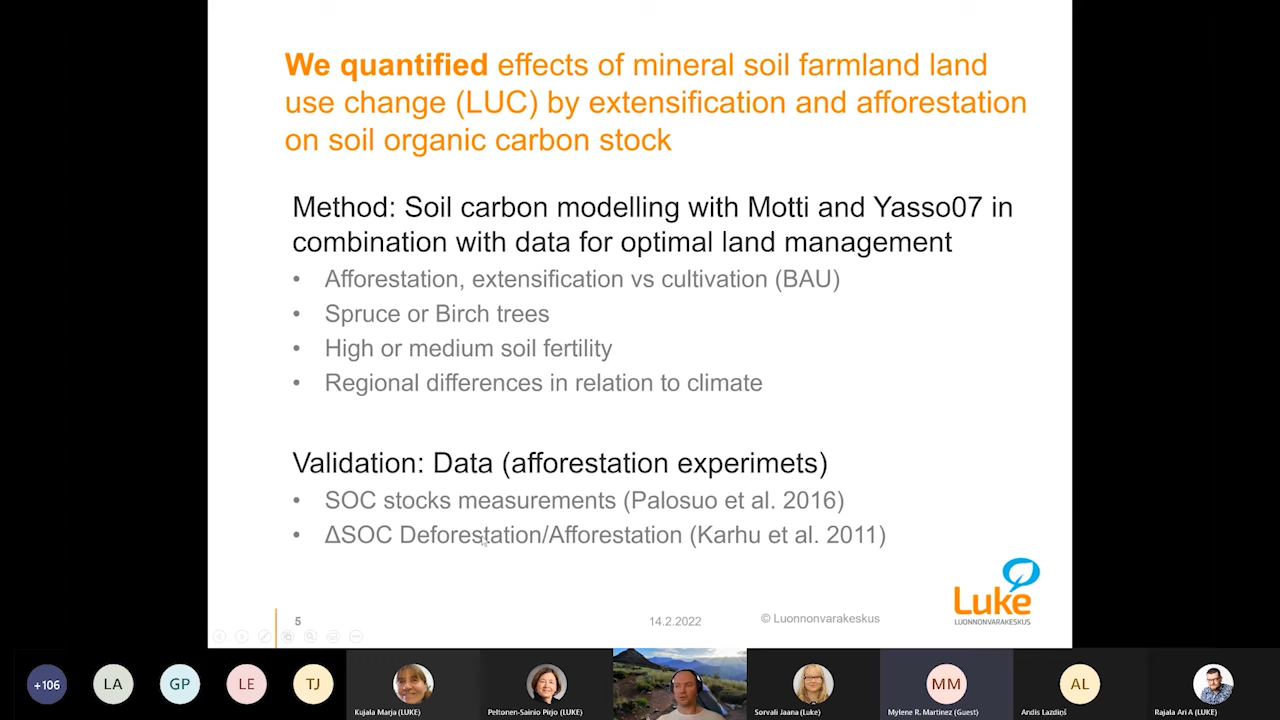 We quantified effects of mineral soil farmland land
use change (LUC) by extensification and afforestation
on soil organic carbon stock
Method: Soil carbon modelling with Motti and Yasso07 in
combination with data for optimal land management
• Afforestation, extensification vs cultivation (BAU)
• Spruce or Birch trees
• High or medium soil fertility
• Regional differences in relation to climate
Validation: Data (afforestation experimets)
• SOC stocks measurements (Palosuo et al. 2016)
• ΔSOC Deforestation/Afforestation (Karhu et al. 2011)
Luke
LUONNONVARAKESKUS
5
14.2.2022
© Luonnonvarakeskus
+106
LA
GP
LE
TJ
MM
AL
Kujala Marja (LUKE)
Peltonen-Sainio Pirjo (LUKE)
Sorvali Jaana (Luke)
Mylene R. Martinez (Guest)
Andis Lazdiņš
Rajala Ari A (LUKE)